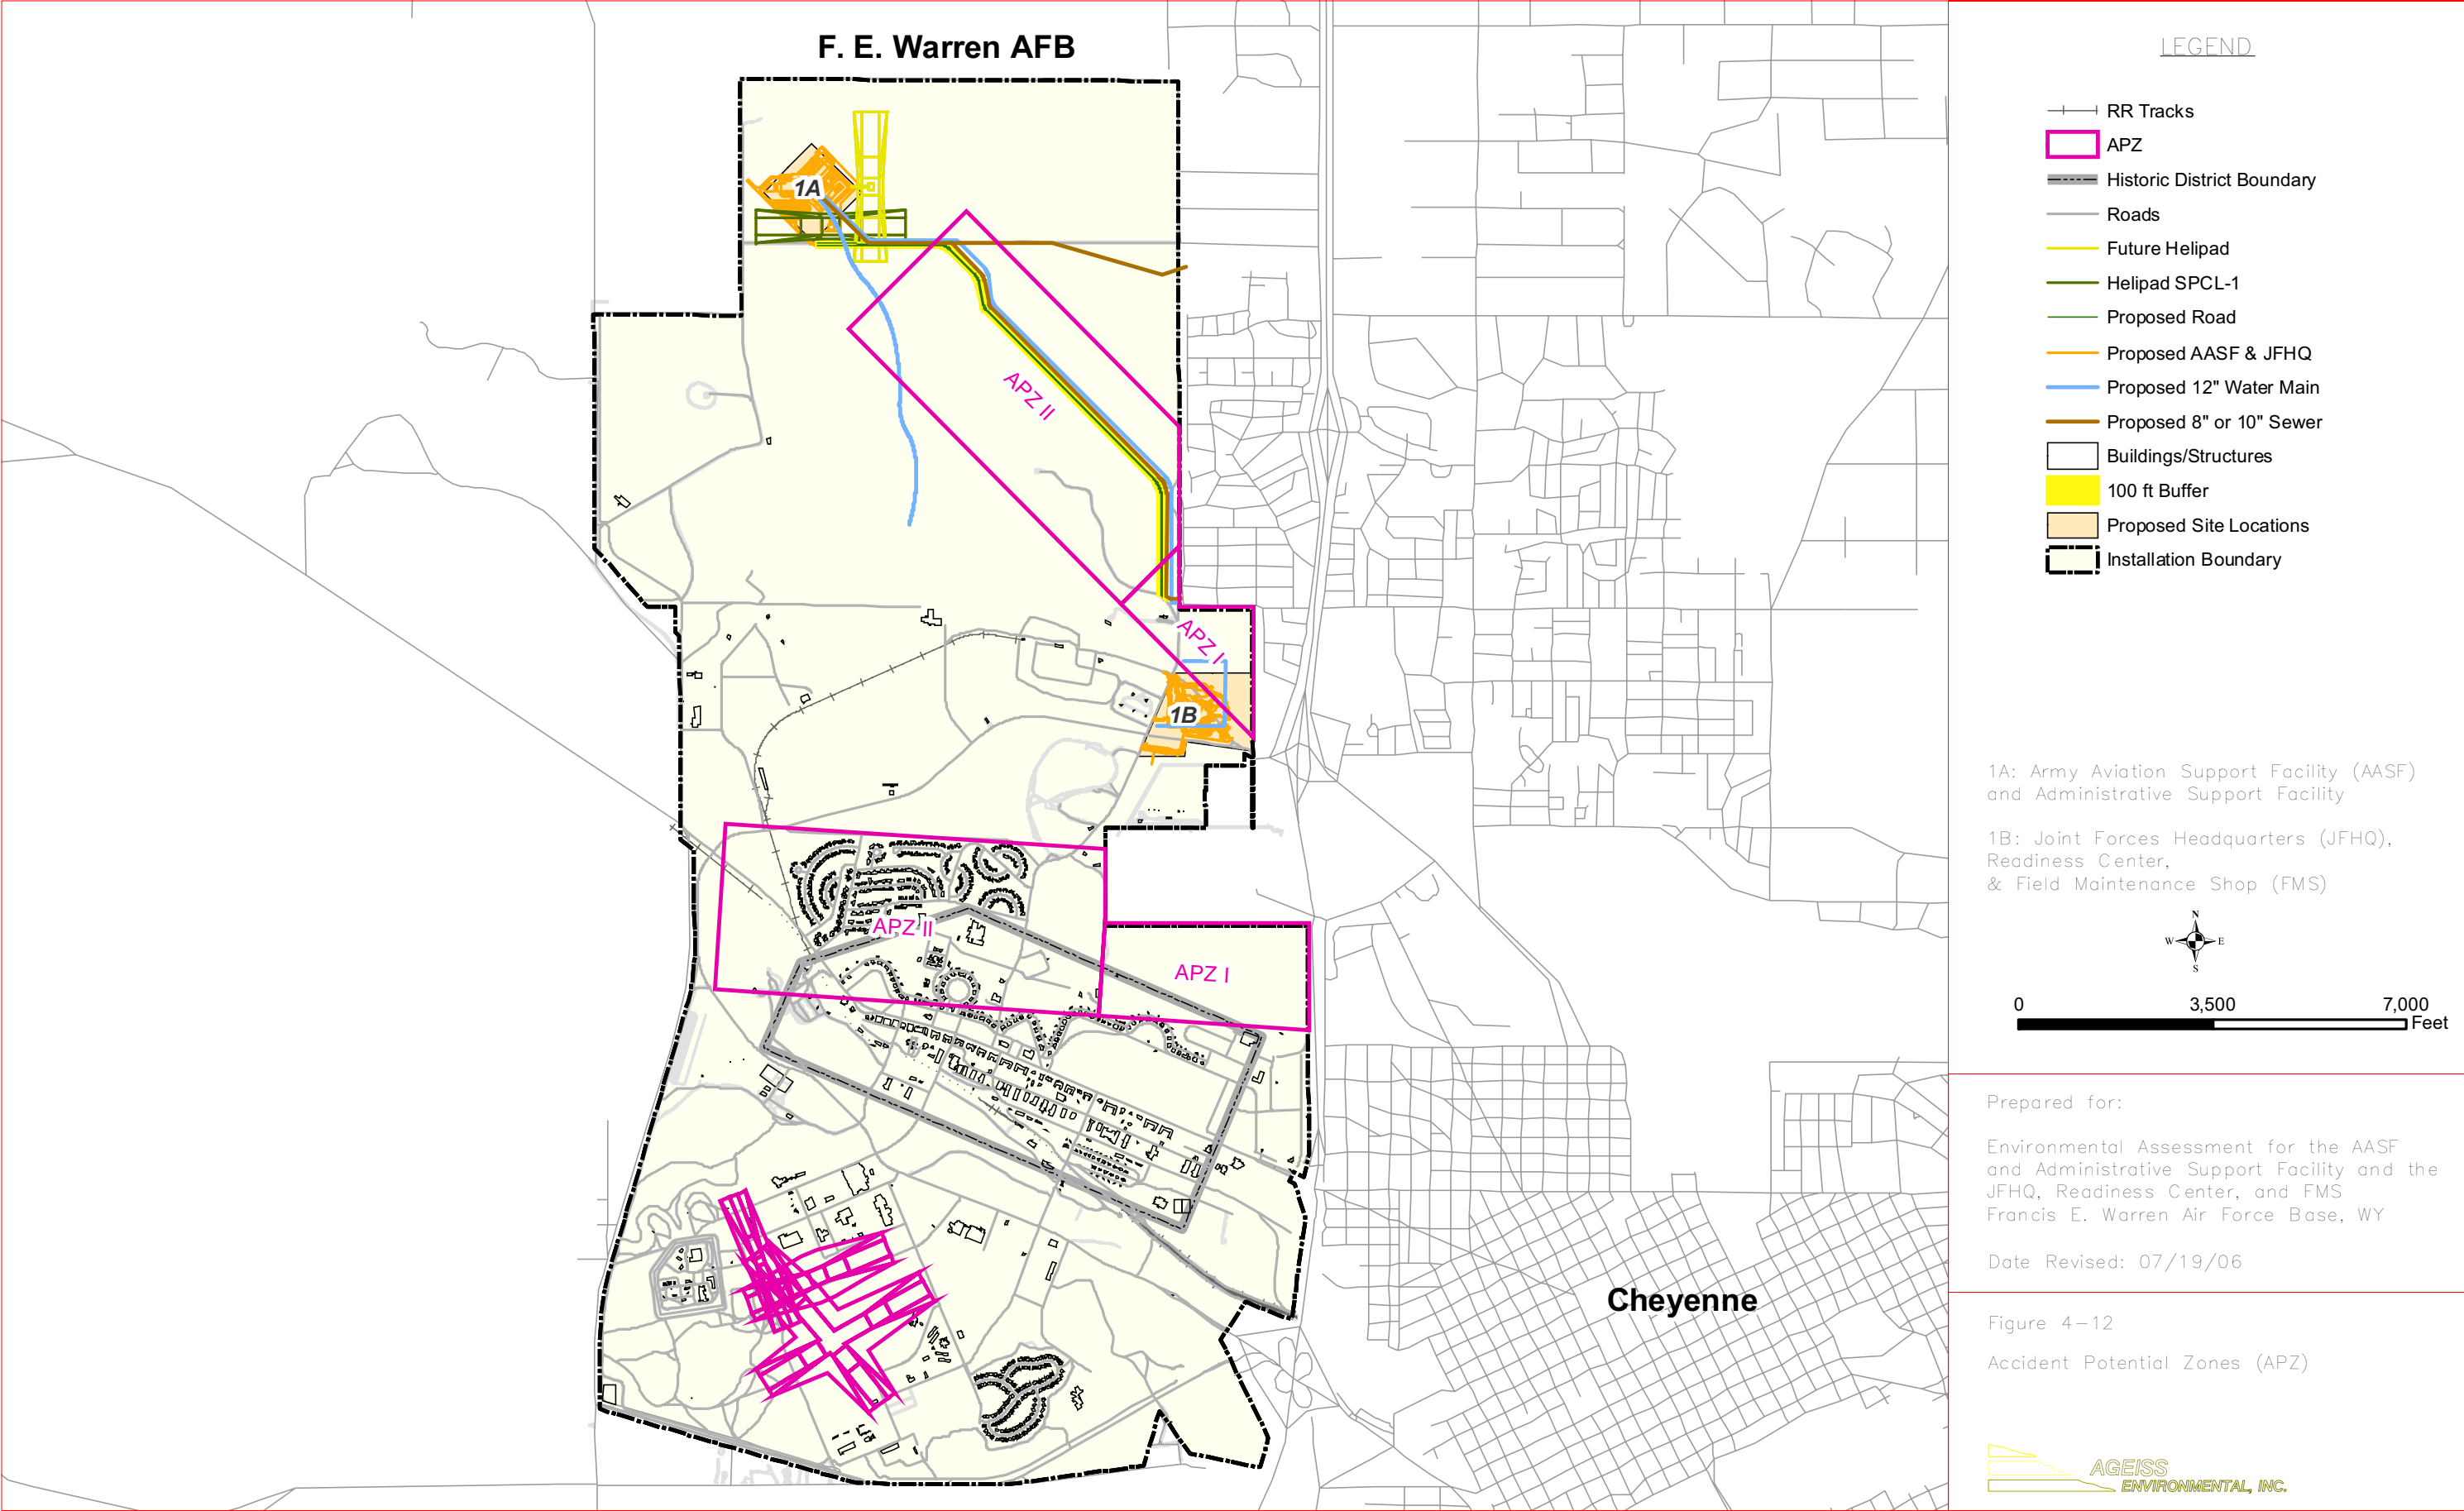 F. E. Warren AFB
1A
APZ II
APZ I
1B
APZ II
APZ I
Cheyenne
LEGEND
RR Tracks
APZ
Historic District Boundary
Roads
Future Helipad
Helipad SPCL-1
Proposed Road
Proposed AASF & JFHQ
Proposed 12" Water Main
Proposed 8" or 10" Sewer
Buildings/Structures
100 ft Buffer
Proposed Site Locations
Installation Boundary
1A: Army Aviation Support Facility (AASF)
and Administrative Support Facility
1B: Joint Forces Headquarters (JFHQ),
Readiness Center,
& Field Maintenance Shop (FMS)
N
W E
S
0 3,500 7,000
Feet
Prepared for:
Environmental Assessment for the AASF
and Administrative Support Facility and the
JFHQ, Readiness Center, and FMS
Francis E. Warren Air Force Base, WY
Date Revised: 07/19/06
Figure 4-12
Accident Potential Zones (APZ)
AGEISS
ENVIRONMENTAL, INC.